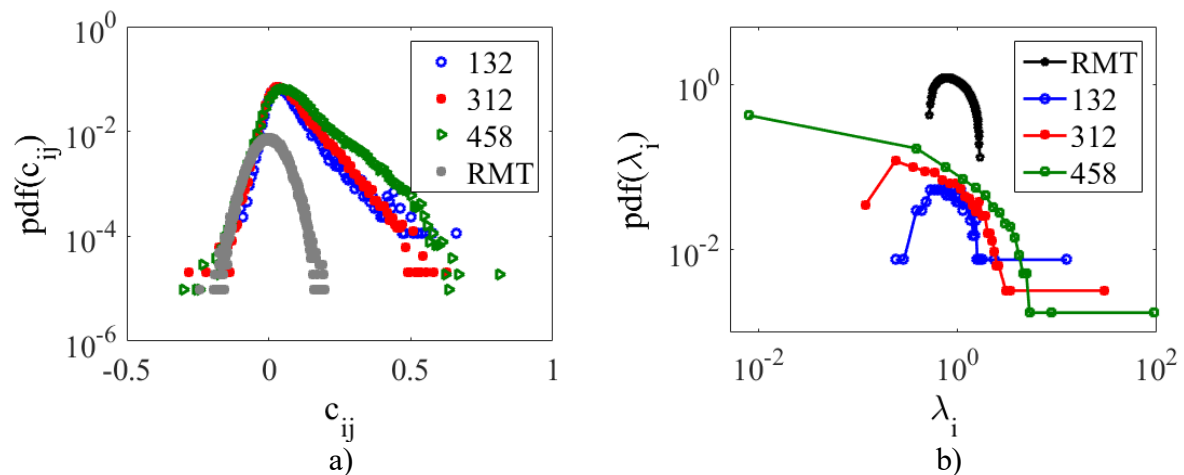 10^0
10^-2
10^-4
10^-6
pdf(c_ij)
-0.5
0
0.5
1
c_ij
132
312
458
RMT
a)
10^0
10^-2
pdf(λ_i)
10^-2
10^0
10^2
λ_i
RMT
132
312
458
b)